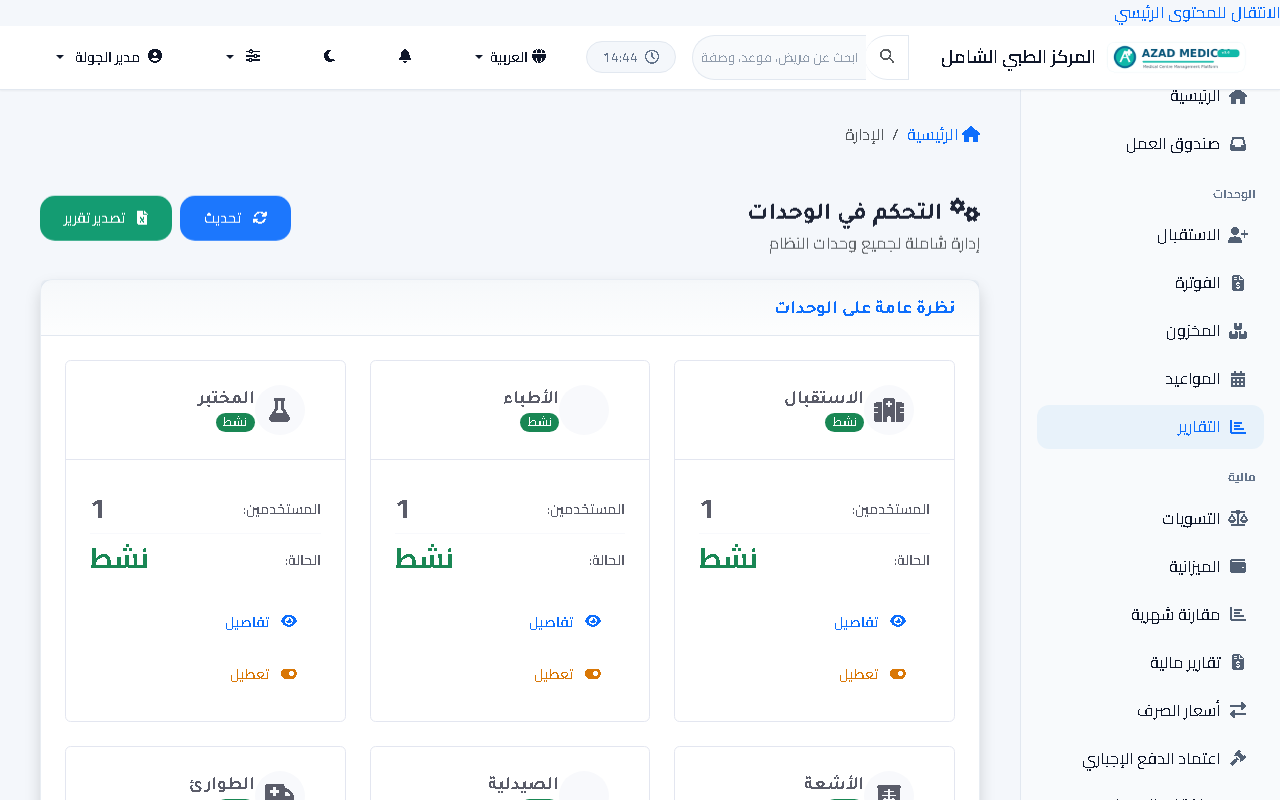 الانتقال للمحتوى الرئيسي
AZAD MEDIC
Medical Centre Management Platform
المركز الطبي الشامل
ابحث عن مريض، موعد، وصفة
14:44
العربية
مدير الجولة
الرئيسية
صندوق العمل
الوحدات
الاستقبال
الفوترة
المخزون
المواعيد
التقارير
مالية
التسويات
الميزانية
مقارنة شهرية
تقارير مالية
أسعار الصرف
اعتماد الدفع الإجباري
الرئيسية / الإدارة
التحكم في الوحدات
إدارة شاملة لجميع وحدات النظام
تحديث
تصدير تقرير
نظرة عامة على الوحدات
الاستقبال
نشط
المستخدمين: 1
الحالة: نشط
تفاصيل
تعطيل
الأطباء
نشط
المستخدمين: 1
الحالة: نشط
تفاصيل
تعطيل
المختبر
نشط
المستخدمين: 1
الحالة: نشط
تفاصيل
تعطيل
الأشعة
الصيدلية
الطوارئ